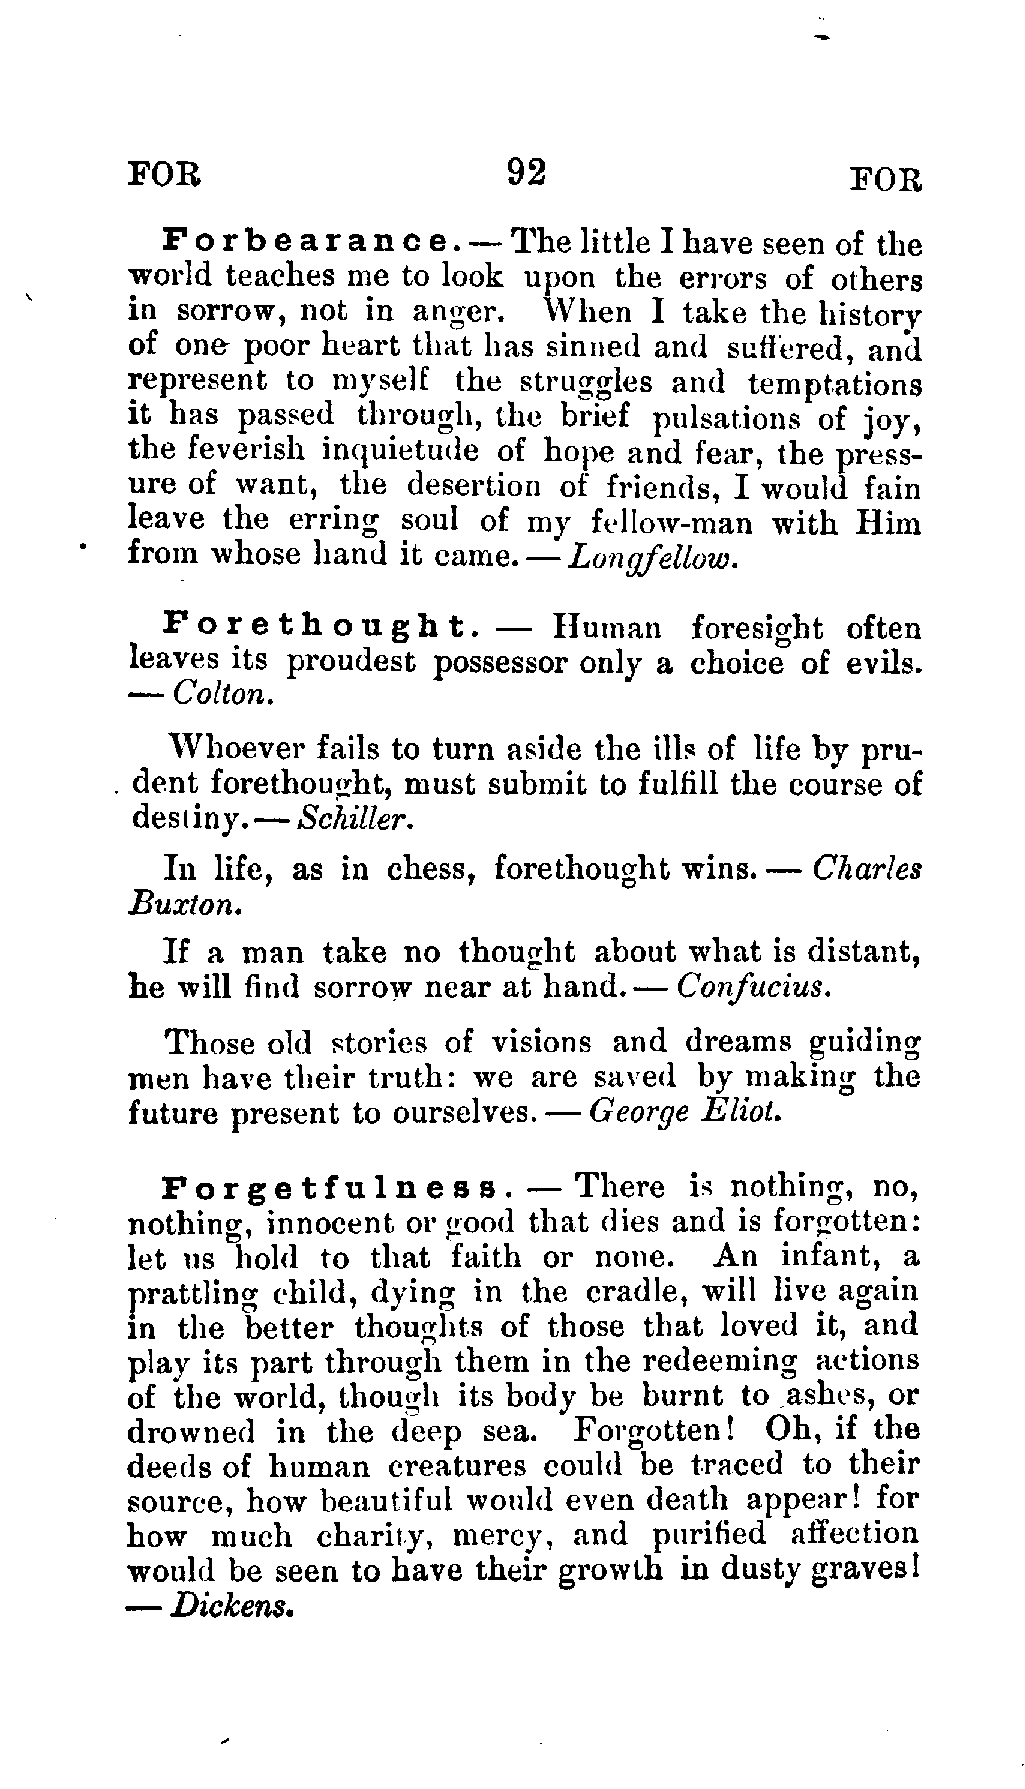 FOR 92 FOR
Forbearance. — The little I have seen of the
world teaches me to look upon the errors of others
in sorrow, not in anger. When I take the history
of one poor heart that has sinned and suffered, and
represent to myself the struggles and temptations
it has passed through, the brief pulsations of joy,
the feverish inquietude of hope and fear, the press-
ure of want, the desertion of friends, I would fain
leave the erring soul of my fellow-man with Him
from whose hand it came. — Longfellow.
Forethought. — Human foresight often
leaves its proudest possessor only a choice of evils.
— Colton.
Whoever fails to turn aside the ills of life by pru-
dent forethought, must submit to fulfill the course of
destiny. — Schiller.
In life, as in chess, forethought wins. — Charles
Buxton.
If a man take no thought about what is distant,
he will find sorrow near at hand. — Confucius.
Those old stories of visions and dreams guiding
men have their truth: we are saved by making the
future present to ourselves. — George Eliot.
Forgetfulness. — There is nothing, no,
nothing, innocent or good that dies and is forgotten:
let us hold to that faith or none. An infant, a
prattling child, dying in the cradle, will live again
in the better thoughts of those that loved it, and
play its part through them in the redeeming actions
of the world, though its body be burnt to ashes, or
drowned in the deep sea. Forgotten! Oh, if the
deeds of human creatures could be traced to their
source, how beautiful would even death appear! for
how much charity, mercy, and purified affection
would be seen to have their growth in dusty graves!
— Dickens.